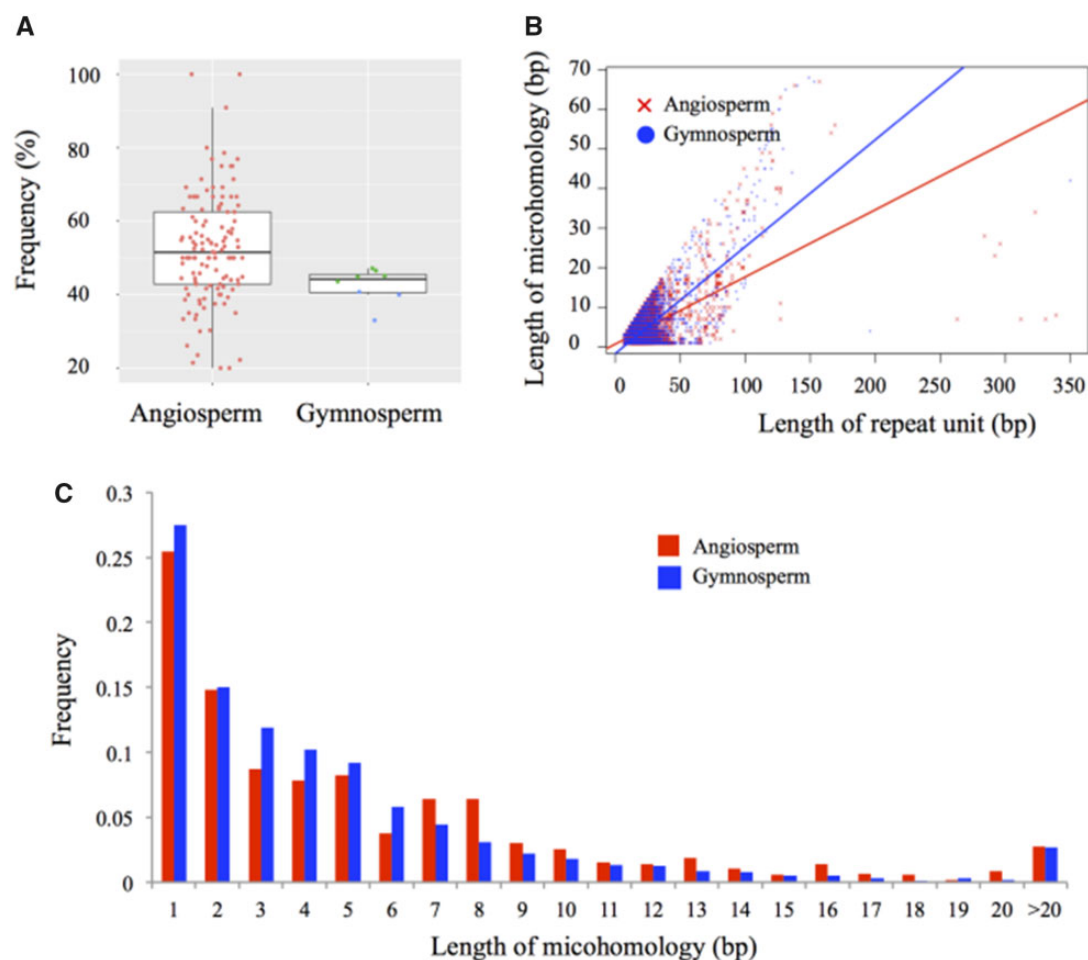 A
Frequency (%)
100
80
60
40
20
Angiosperm Gymnosperm
B
Length of microhomology (bp)
70
60
50
40
30
20
10
0
Angiosperm
Gymnosperm
0 50 100 150 200 250 300 350
Length of repeat unit (bp)
C
Frequency
0.3
0.25
0.2
0.15
0.1
0.05
0
Angiosperm
Gymnosperm
1 2 3 4 5 6 7 8 9 10 11 12 13 14 15 16 17 18 19 20 >20
Length of micohomology (bp)